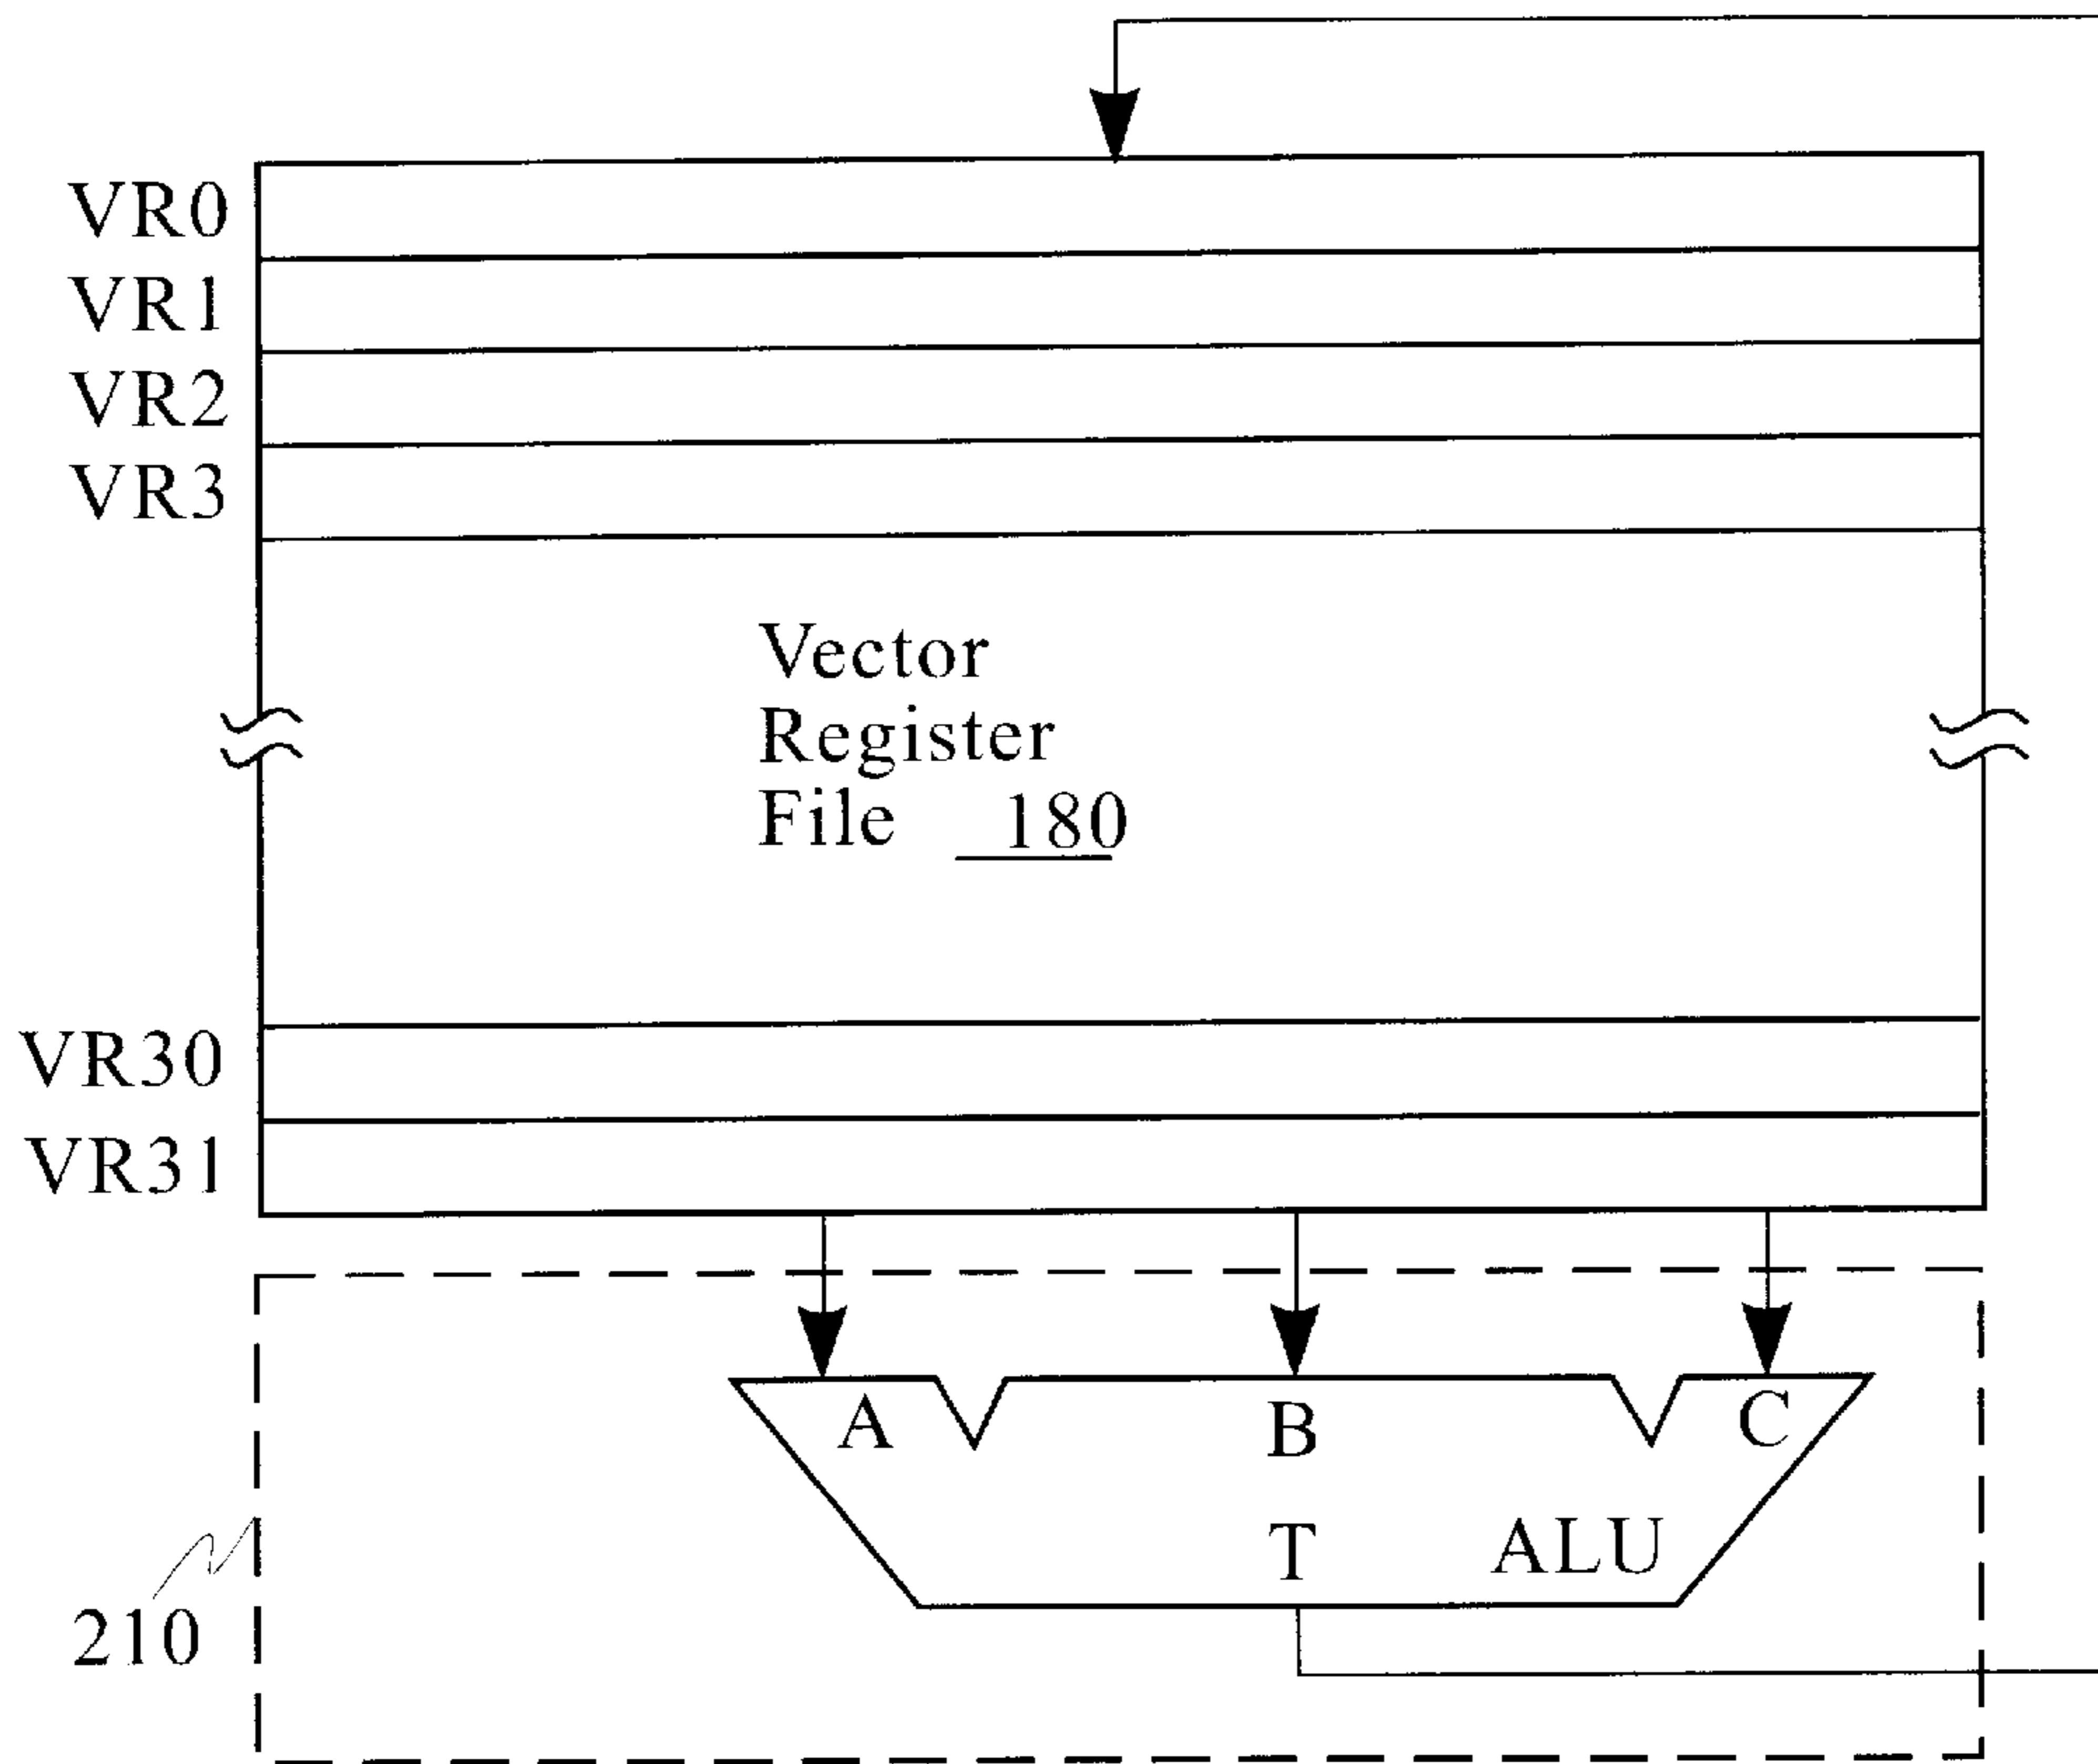 VR0
VR1
VR2
VR3
Vector
Register
File 180
VR30
VR31
A B C
T ALU
210